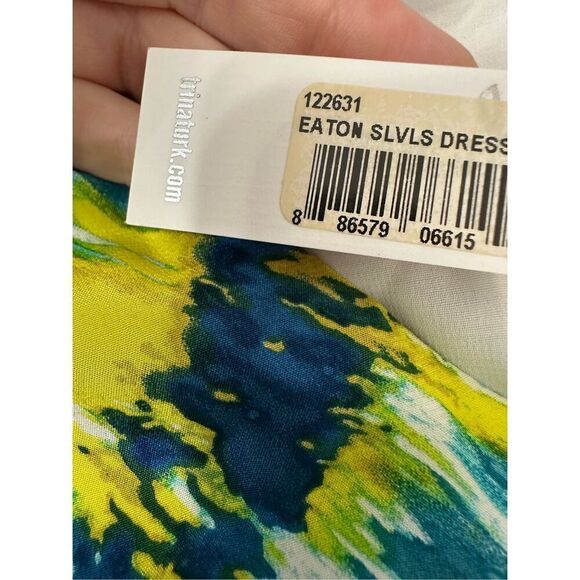 trinaturk.com
122631
EATON SLVLS DRESS
8 86579 06615